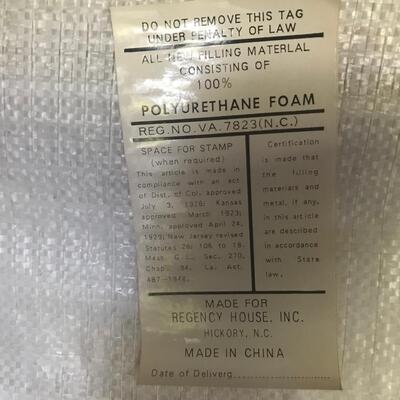 DO NOT REMOVE THIS TAG
UNDER PENALTY OF LAW
ALL NEW FILLING MATERLAL
CONSISTING OF
100%
POLYURETHANE FOAM
REG.NO.VA.7823(N.C.)
SPACE FOR STAMP
(when required)
This article is made in
compliance with an act
of Dist. of Col. approved
July 3, 1926; Kansas
approved March 1923;
Minn. approved April 24,
1929; New Jersey revised
Statutes 26: 106 to 18.
Mass. G. L., Sec. 270,
Chap. 94, La. Act.
487-1948.
Certification
is made that
the filling
materials and
metal, if any,
in this article
are described
in accordance
with State
law.
MADE FOR
REGENCY HOUSE, INC.
HICKORY, N.C.
MADE IN CHINA
Date of Deliverg